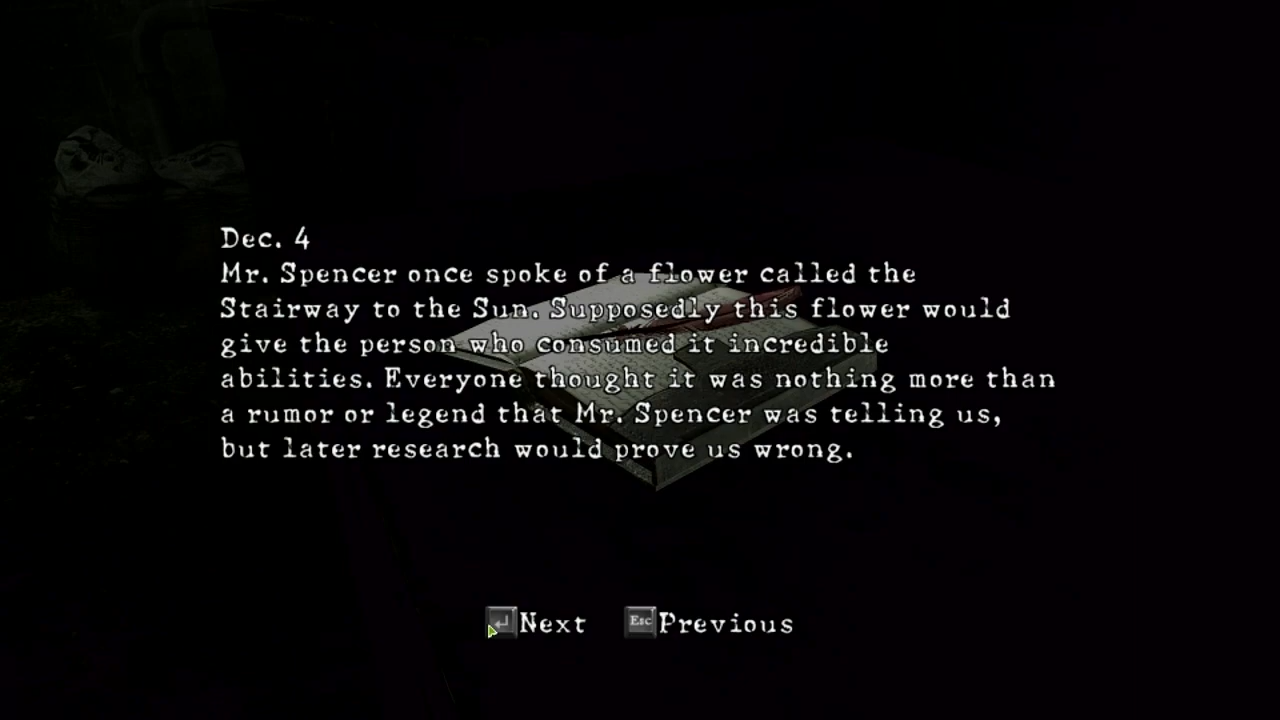 Dec. 4
Mr. Spencer once spoke of a flower called the
Stairway to the Sun. Supposedly this flower would
give the person who consumed it incredible
abilities. Everyone thought it was nothing more than
a rumor or legend that Mr. Spencer was telling us,
but later research would prove us wrong.
Next Esc Previous